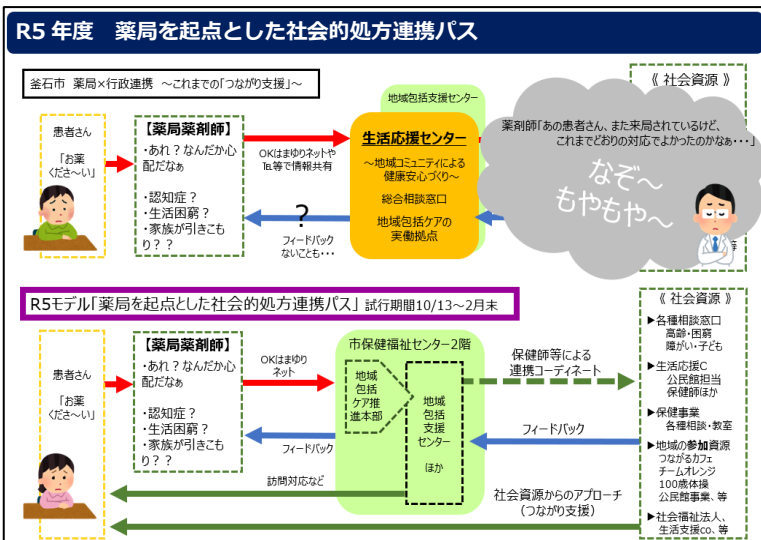 R5 年度　薬局を起点とした社会的処方連携パス
釜石市　薬局×行政連携　～これまでの「つながり支援」～
患者さん
「お薬
くださ～い」
【薬局薬剤師】
・あれ？なんだか心
配だなぁ
・認知症？
・生活困窮？
・家族が引きこも
り？？
OKはまゆりネットや
℡等で情報共有
？
フィードバック
ないことも・・・
地域包括支援センター
生活応援センター
～地域コミュニティによる
健康安心づくり～
総合相談窓口
地域包括ケアの
実働拠点
《 社会資源 》
薬剤師「あの患者さん、また来局されているけど、
これまでどおりの対応でよかったのかなぁ・・・」
なぞ～
もやもや～
等
R5モデル「薬局を起点とした社会的処方連携パス」 試行期間10/13～2月末
患者さん
「お薬
くださ～い」
【薬局薬剤師】
・あれ？なんだか心
配だなぁ
・認知症？
・生活困窮？
・家族が引きこも
り？？
OKはまゆり
ネット
フィードバック
市保健福祉センター2階
地域
包括
ケア推
進本部
地域
包括
支援
センター
ほか
保健師等による
連携コーディネート
フィードバック
訪問対応など
社会資源からのアプローチ
（つながり支援）
《 社会資源 》
▶各種相談窓口
高齢・困窮
障がい・子ども
▶生活応援C
公民館担当
保健師ほか
▶保健事業
各種相談・教室
▶地域の参加資源
つながるカフェ
チームオレンジ
100歳体操
公民館事業、等
▶社会福祉法人、
生活支援co、等